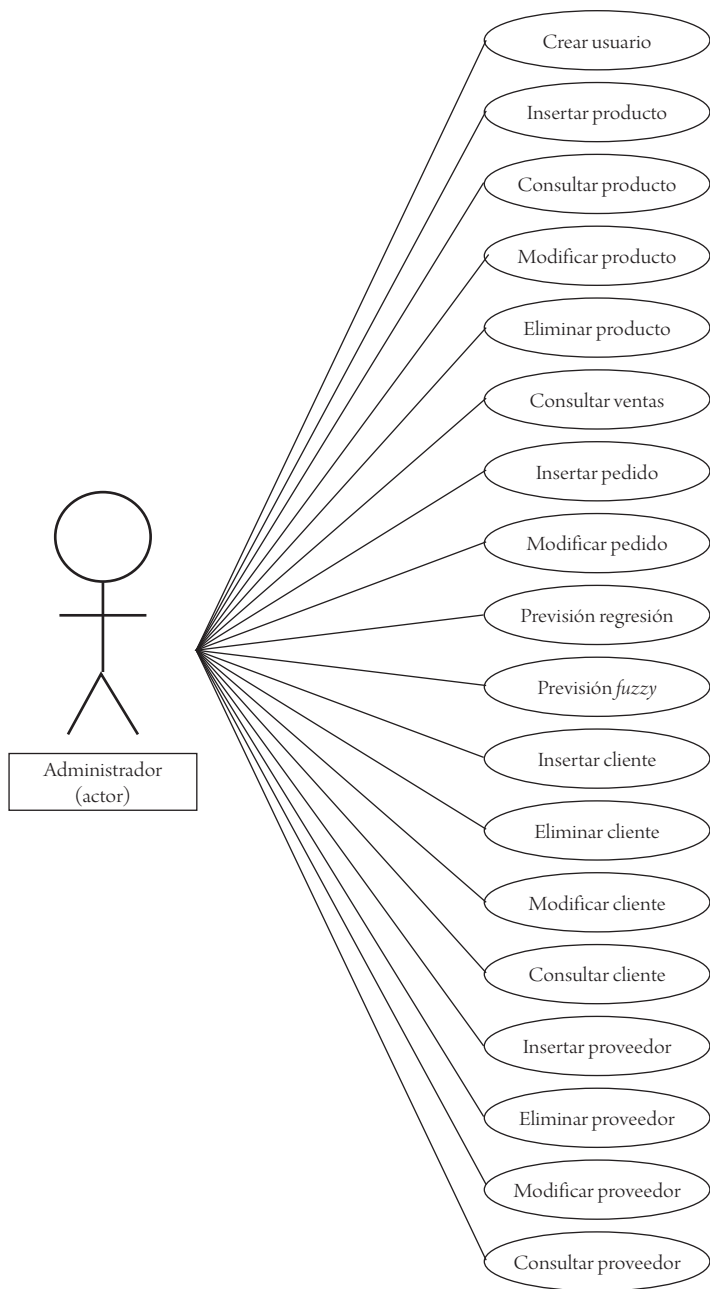 Crear usuario
Insertar producto
Consultar producto
Modificar producto
Eliminar producto
Consultar ventas
Insertar pedido
Modificar pedido
Previsión regresión
Previsión fuzzy
Insertar cliente
Eliminar cliente
Modificar cliente
Consultar cliente
Insertar proveedor
Eliminar proveedor
Modificar proveedor
Consultar proveedor
Administrador
(actor)